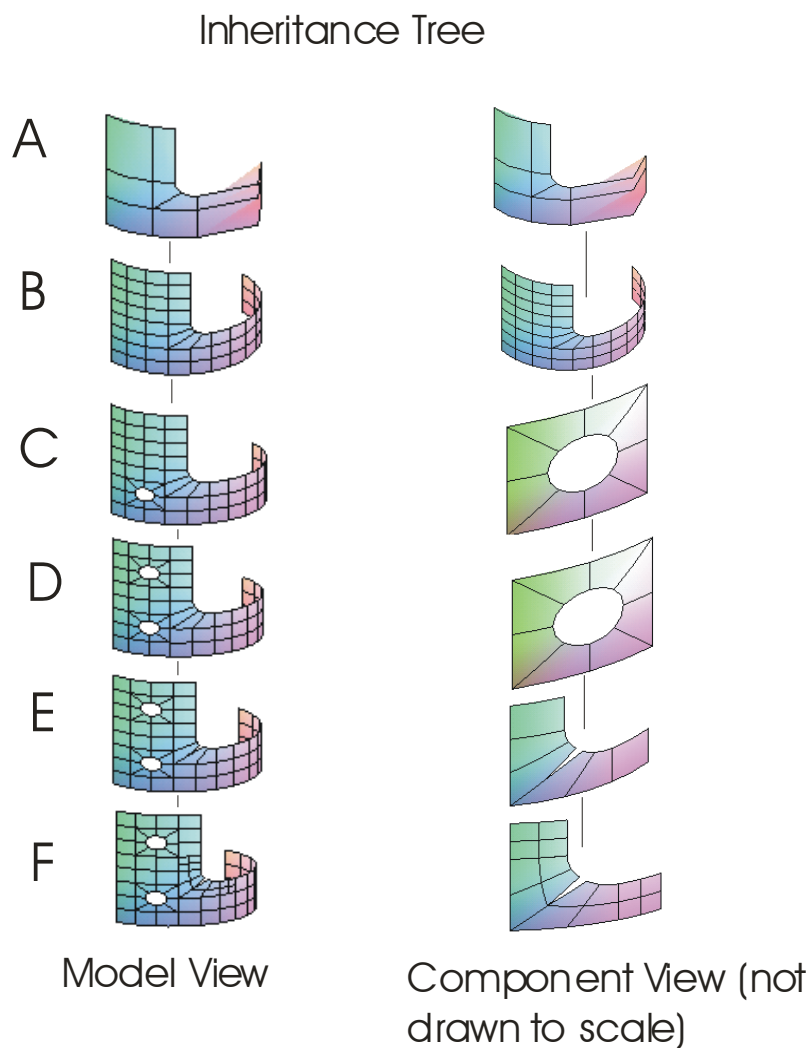 Inheritance Tree
A
B
C
D
E
F
Model View
Component View (not
drawn to scale)